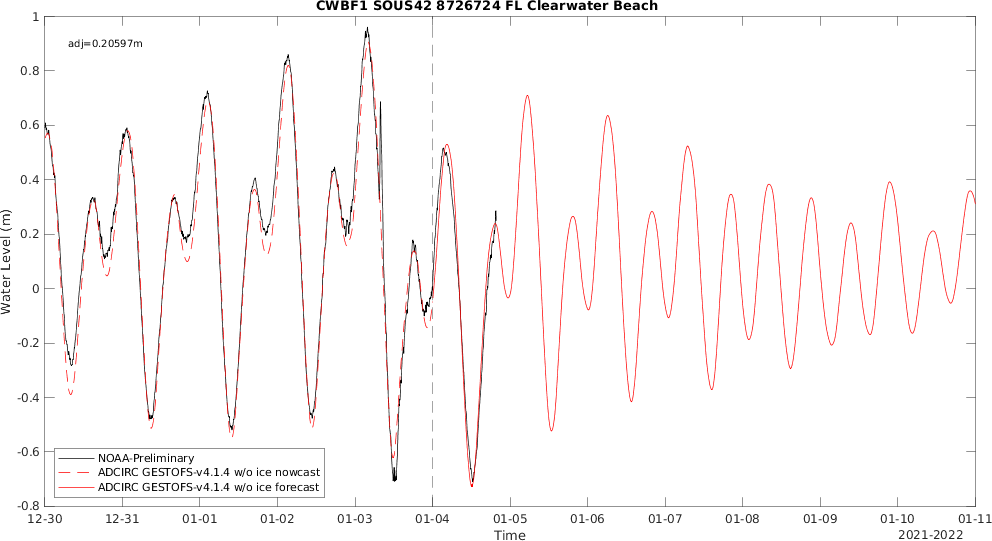 CWBF1 SOUS42 8726724 FL Clearwater Beach
1
0.8
0.6
0.4
0.2
0
-0.2
-0.4
-0.6
-0.8
Water Level (m)
adj=0.20597m
NOAA-Preliminary
ADCIRC GESTOFS-v4.1.4 w/o ice nowcast
ADCIRC GESTOFS-v4.1.4 w/o ice forecast
12-30 12-31 01-01 01-02 01-03 01-04 01-05 01-06 01-07 01-08 01-09 01-10 01-11
Time
2021-2022